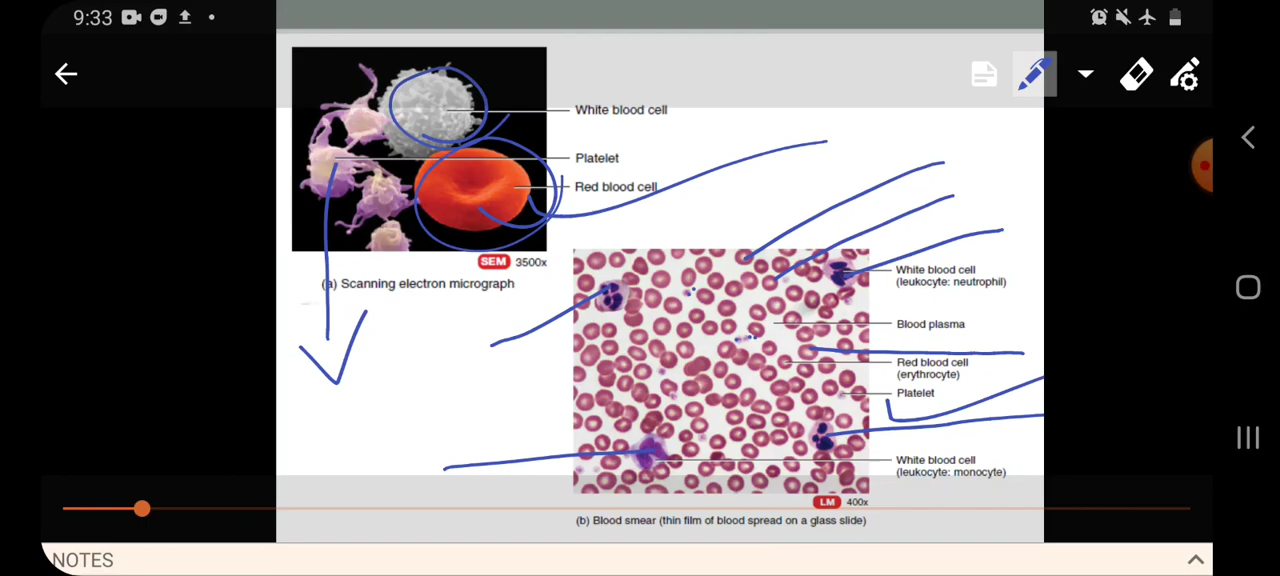 9:33
White blood cell
Platelet
Red blood cell
SEM 3500x
(a) Scanning electron micrograph
White blood cell
(leukocyte: neutrophil)
Blood plasma
Red blood cell
(erythrocyte)
Platelet
White blood cell
(leukocyte: monocyte)
LM 400x
(b) Blood smear (thin film of blood spread on a glass slide)
NOTES